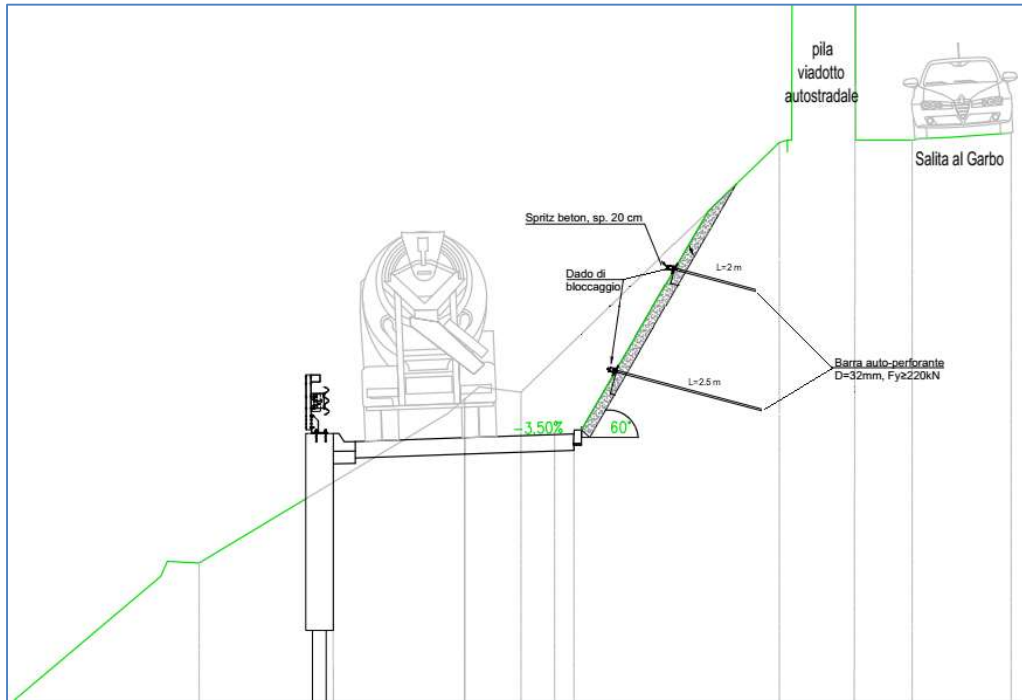 pila
viadotto
autostradale
Salita al Garbo
Spritz beton, sp. 20 cm
L=2 m
Dado di
bloccaggio
Barra auto-perforante
D=32mm, Fy≥220kN
L=2.5 m
-3.50%
60°